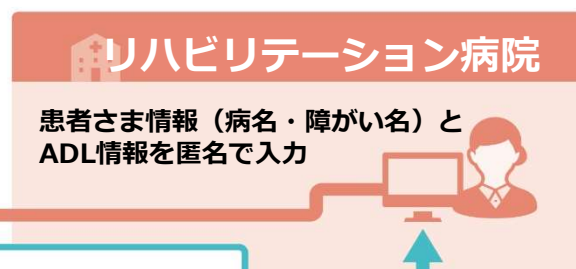 リハビリテーション病院
患者さま情報（病名・障がい名）と
ADL情報を匿名で入力